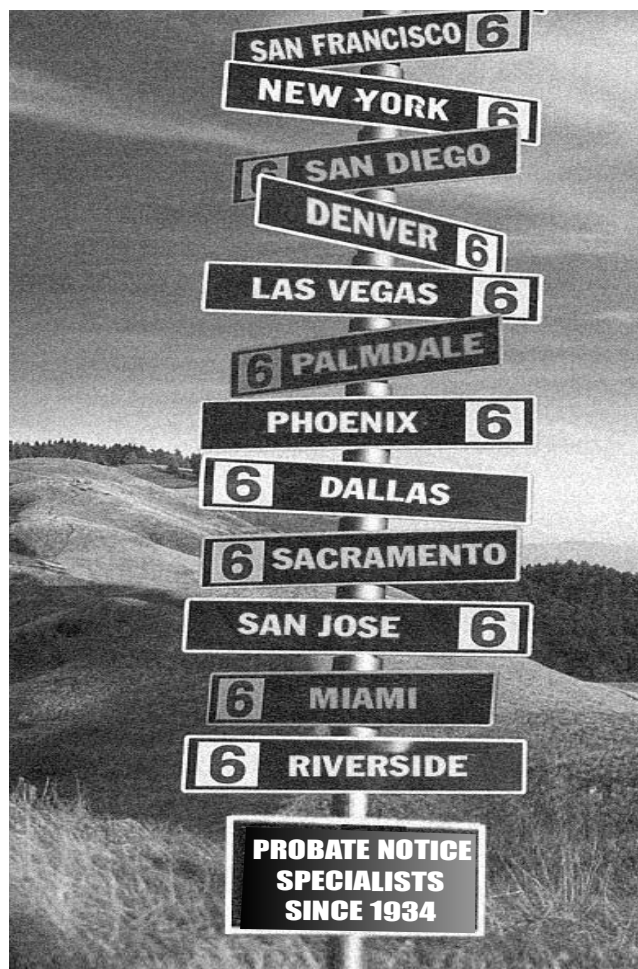 SAN FRANCISCO 6
NEW YORK 6
6 SAN DIEGO
DENVER 6
LAS VEGAS 6
6 PALMDALE
PHOENIX 6
6 DALLAS
6 SACRAMENTO
SAN JOSE 6
6 MIAMI
6 RIVERSIDE
PROBATE NOTICE
SPECIALISTS
SINCE 1934